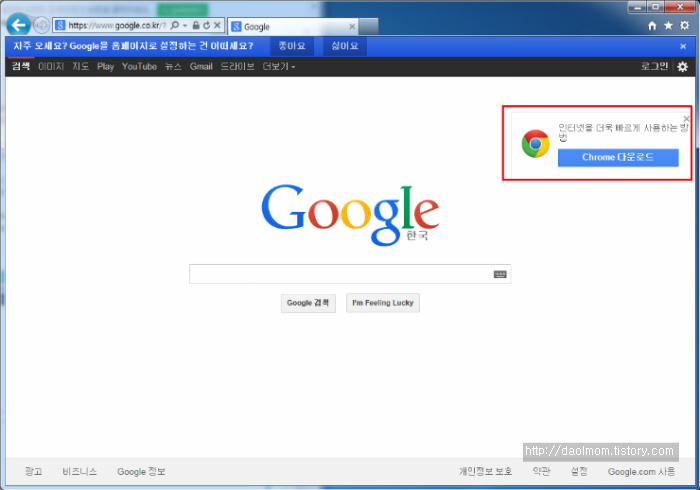 https://www.google.co.kr/?
Google
자주 오세요? Google을 홈페이지로 설정하는 건 어떠세요?
좋아요
싫어요
검색 이미지 지도 Play YouTube 뉴스 Gmail 드라이브 더보기
로그인
인터넷을 더욱 빠르게 사용하는 방
법
Chrome 다운로드
Google
한국
Google 검색
I'm Feeling Lucky
http://daolmom.tistory.com
광고 비즈니스 Google 정보
개인정보 보호 약관 설정 Google.com 사용